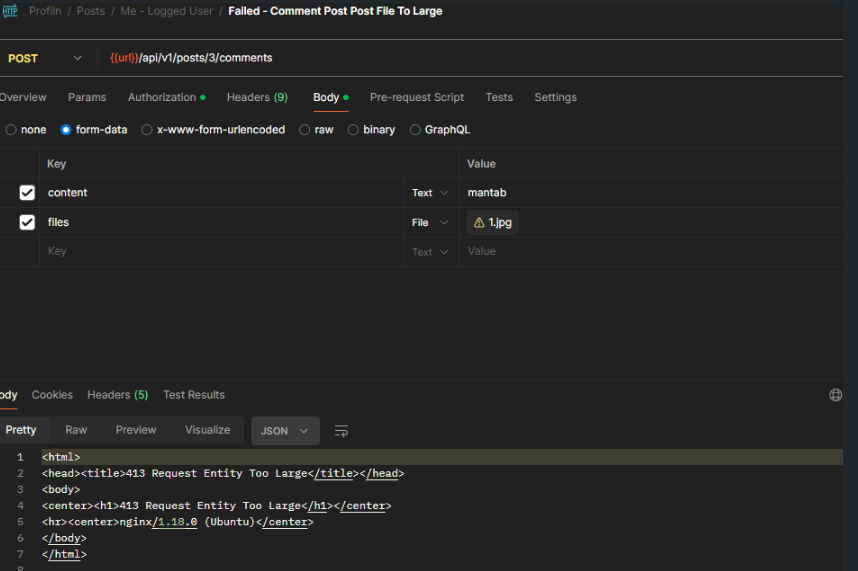 HTTP Profiln / Posts / Me - Logged User / Failed - Comment Post Post File To Large
POST {{url}}/api/v1/posts/3/comments
Overview Params Authorization Headers (9) Body Pre-request Script Tests Settings
none form-data x-www-form-urlencoded raw binary GraphQL
Key Value
content Text mantab
files File 1.jpg
Key Text Value
ody Cookies Headers (5) Test Results
Pretty Raw Preview Visualize JSON
1 <html>
2 <head><title>413 Request Entity Too Large</title></head>
3 <body>
4 <center><h1>413 Request Entity Too Large</h1></center>
5 <hr><center>nginx/1.18.0 (Ubuntu)</center>
6 </body>
7 </html>
8